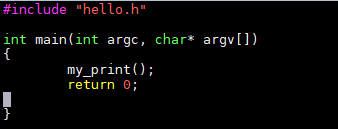 #include "hello.h"
int main(int argc, char* argv[])
{
my_print();
return 0;
}